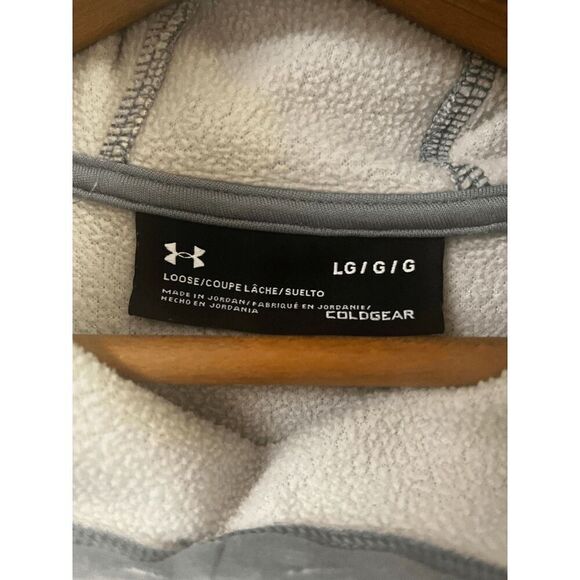 LG/G/G
LOOSE/COUPE LÂCHE/SUELTO
MADE IN JORDAN/FABRIQUÉ EN JORDANIE/
HECHO EN JORDANIA
COLDGEAR